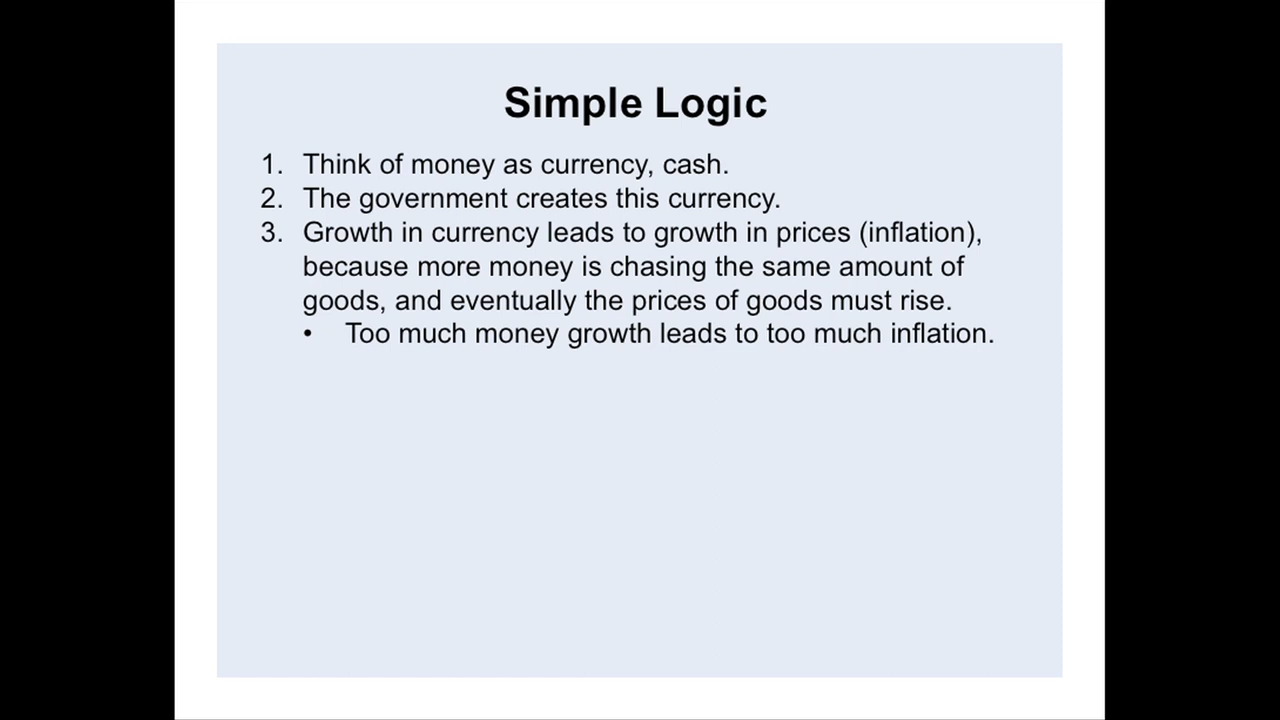 Simple Logic
1. Think of money as currency, cash.
2. The government creates this currency.
3. Growth in currency leads to growth in prices (inflation),
because more money is chasing the same amount of
goods, and eventually the prices of goods must rise.
• Too much money growth leads to too much inflation.